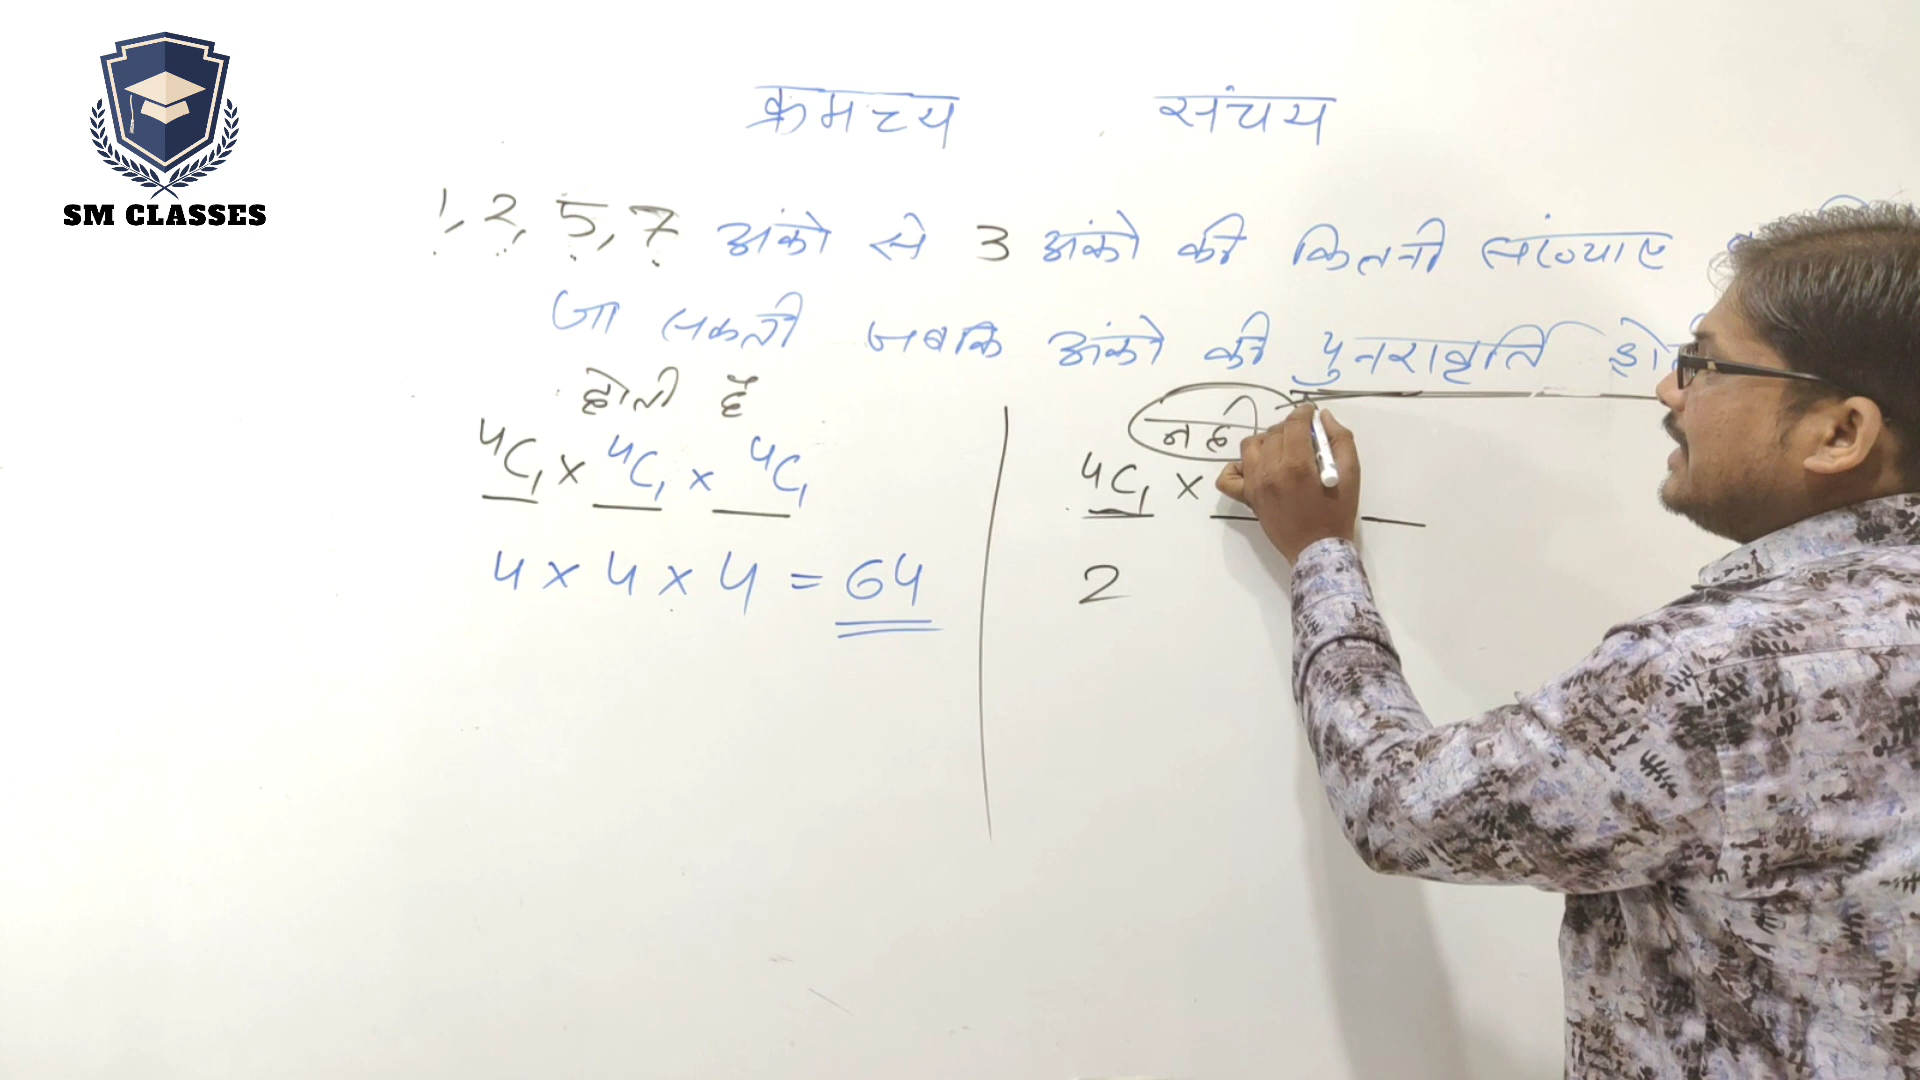 SM CLASSES
क्रमचय संचय
1, 2, 5, 7 अंको से 3 अंको की कितनी संख्याए
जा सकती जबकि अंको की पुनरावृर्ति
होती हैं
नही
⁴C₁ × ⁴C₁ × ⁴C₁
4 × 4 × 4 = 64
⁴C₁ ×
2